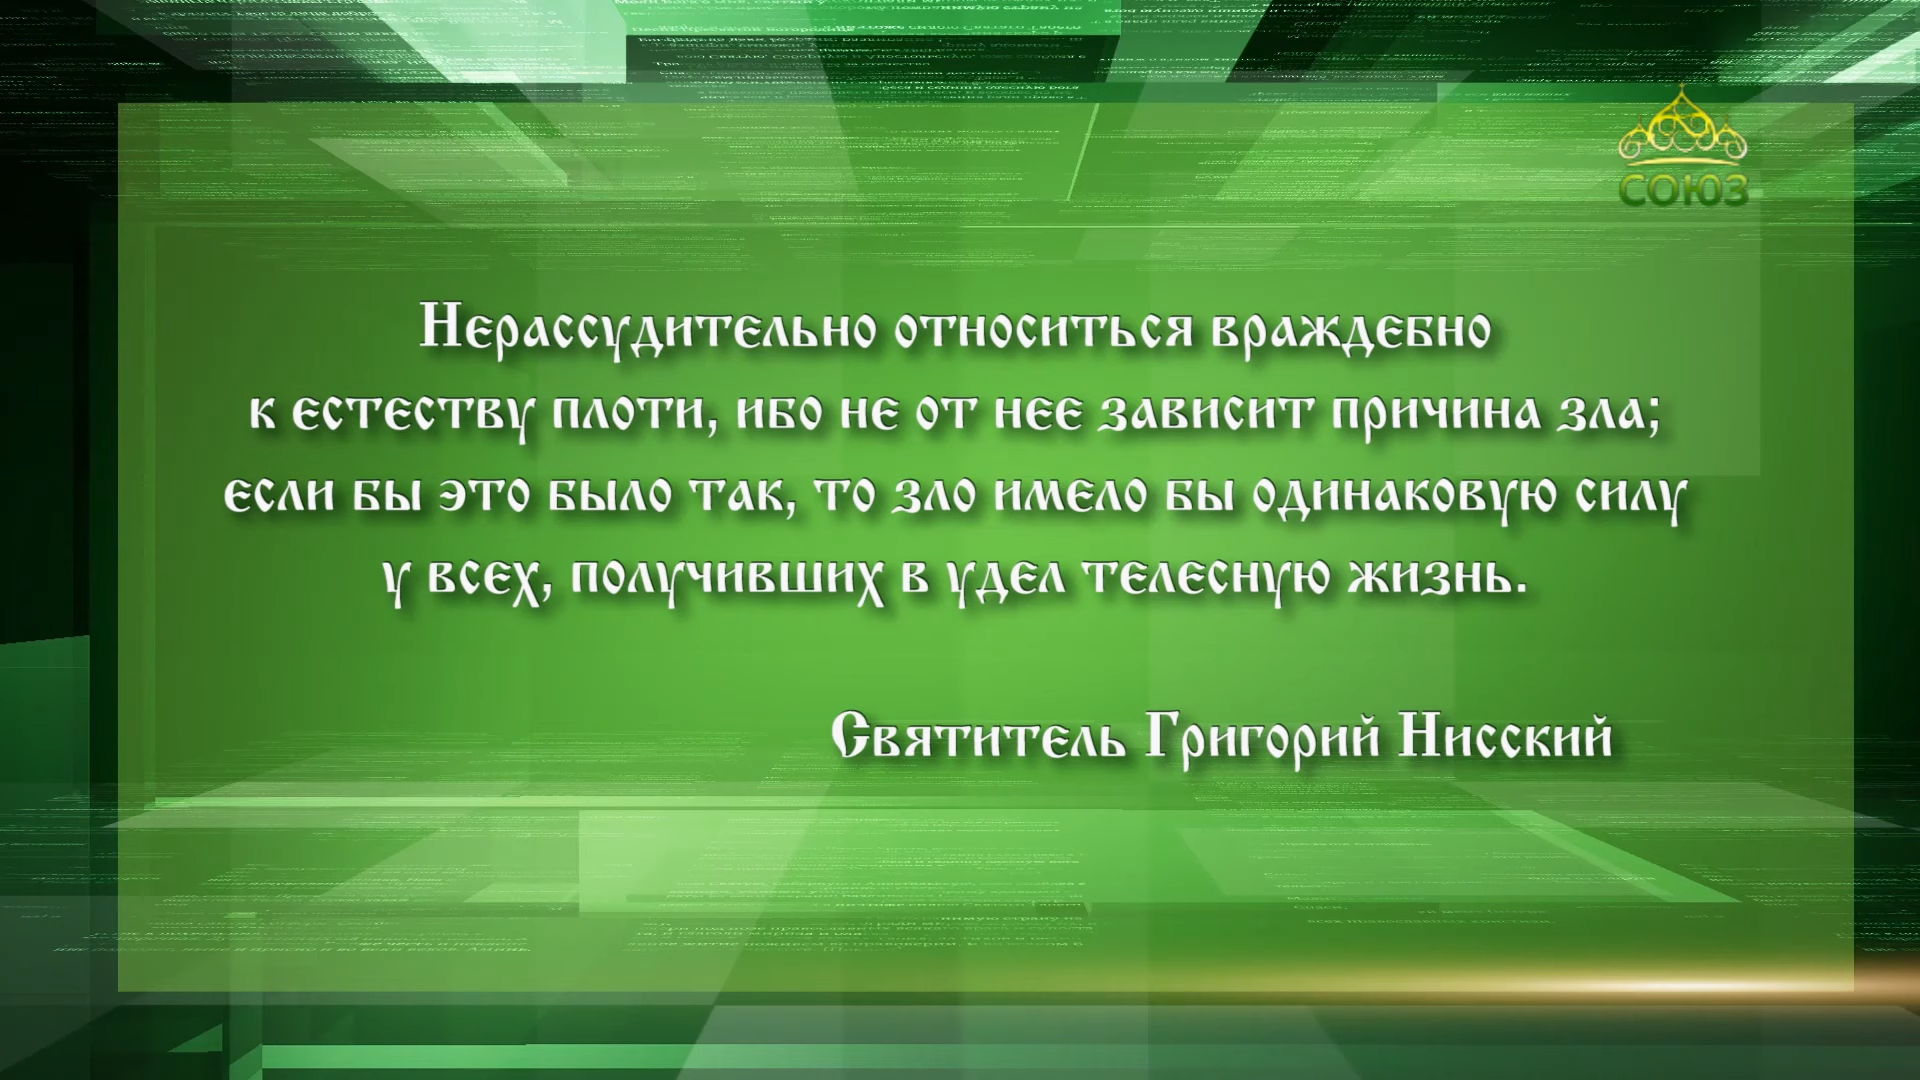 СОЮЗ
Нерассудительно относиться враждебно
к естеству плоти, ибо не от нее зависит причина зла;
если бы это было так, то зло имело бы одинаковую силу
у всех, получивших в удел телесную жизнь.
Святитель Григорий Нисский